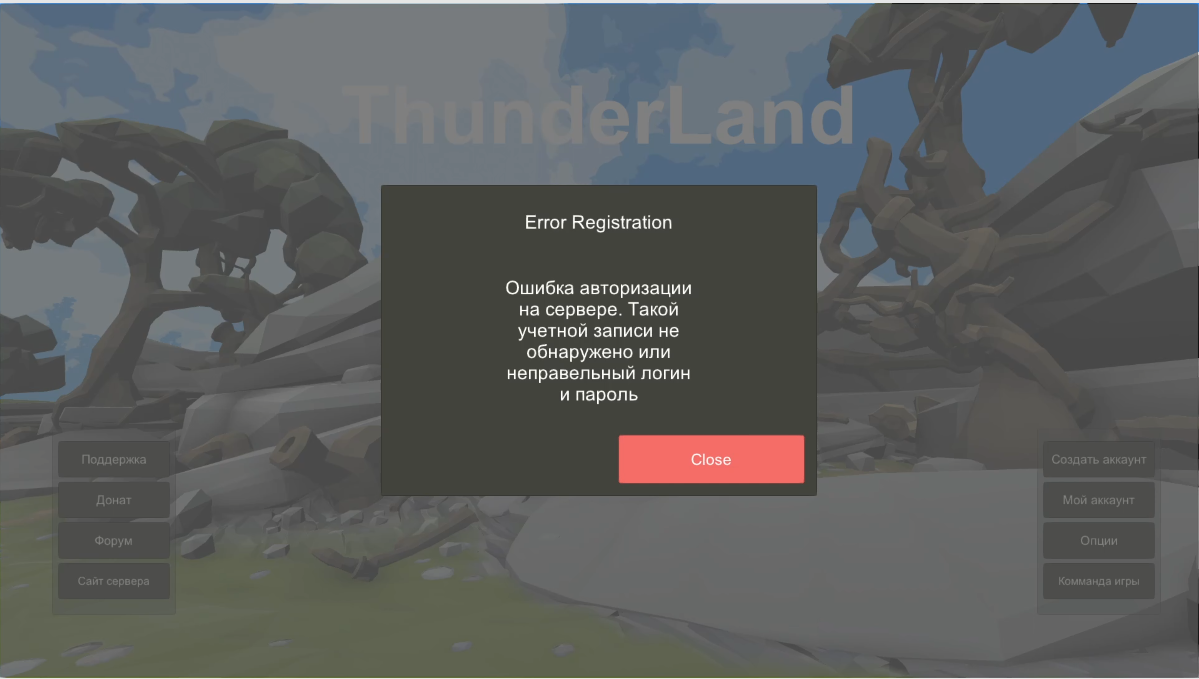 ThunderLand
Error Registration
Ошибка авторизации
на сервере. Такой
учетной записи не
обнаружено или
неправельный логин
и пароль
Close
Поддержка
Донат
Форум
Сайт сервера
Создать аккаунт
Мой аккаунт
Опции
Комманда игры